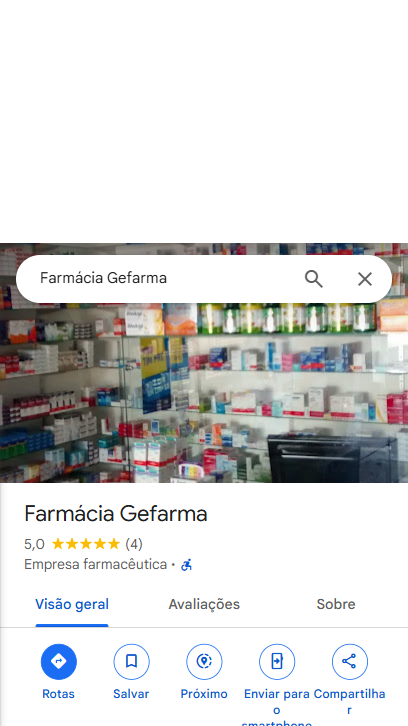 Farmácia Gefarma
Farmácia Gefarma
5,0 (4)
Empresa farmacêutica ·
Visão geral Avaliações Sobre
Rotas Salvar Próximo Enviar para o smartphone Compartilhar